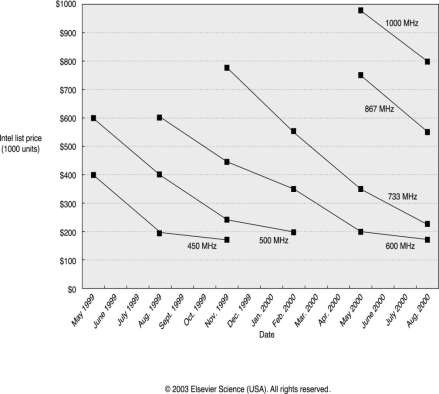 $1000
$900
$800
$700
$600
$500
$400
$300
$200
$100
$0
Intel list price
(1000 units)
1000 MHz
867 MHz
733 MHz
600 MHz
500 MHz
450 MHz
May 1999
June 1999
July 1999
Aug. 1999
Sept. 1999
Oct. 1999
Nov. 1999
Dec. 1999
Jan. 2000
Feb. 2000
Mar. 2000
Apr. 2000
May 2000
June 2000
July 2000
Aug. 2000
Date
© 2003 Elsevier Science (USA). All rights reserved.